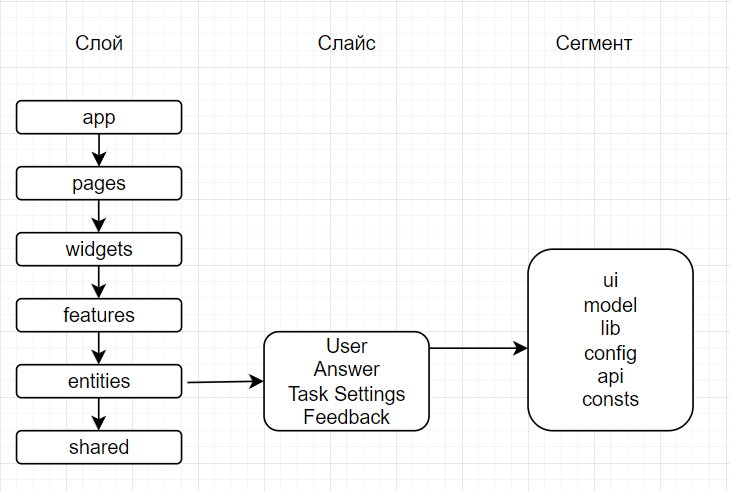 Слой
Слайс
Сегмент
app
pages
widgets
features
entities
shared
User
Answer
Task Settings
Feedback
ui
model
lib
config
api
consts